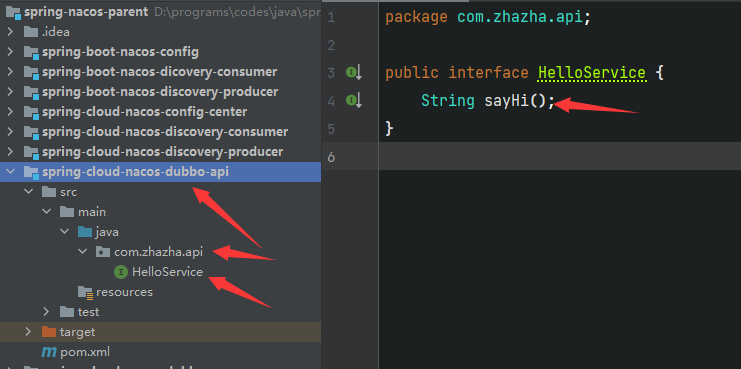 spring-nacos-parent D:\programs\codes\java\spr
.idea
spring-boot-nacos-config
spring-boot-nacos-dicovery-consumer
spring-boot-nacos-discovery-producer
spring-cloud-nacos-config-center
spring-cloud-nacos-discovery-consumer
spring-cloud-nacos-discovery-producer
spring-cloud-nacos-dubbo-api
src
main
java
com.zhazha.api
HelloService
resources
test
target
pom.xml
1 package com.zhazha.api;
2
3 public interface HelloService {
4 String sayHi();
5 }
6